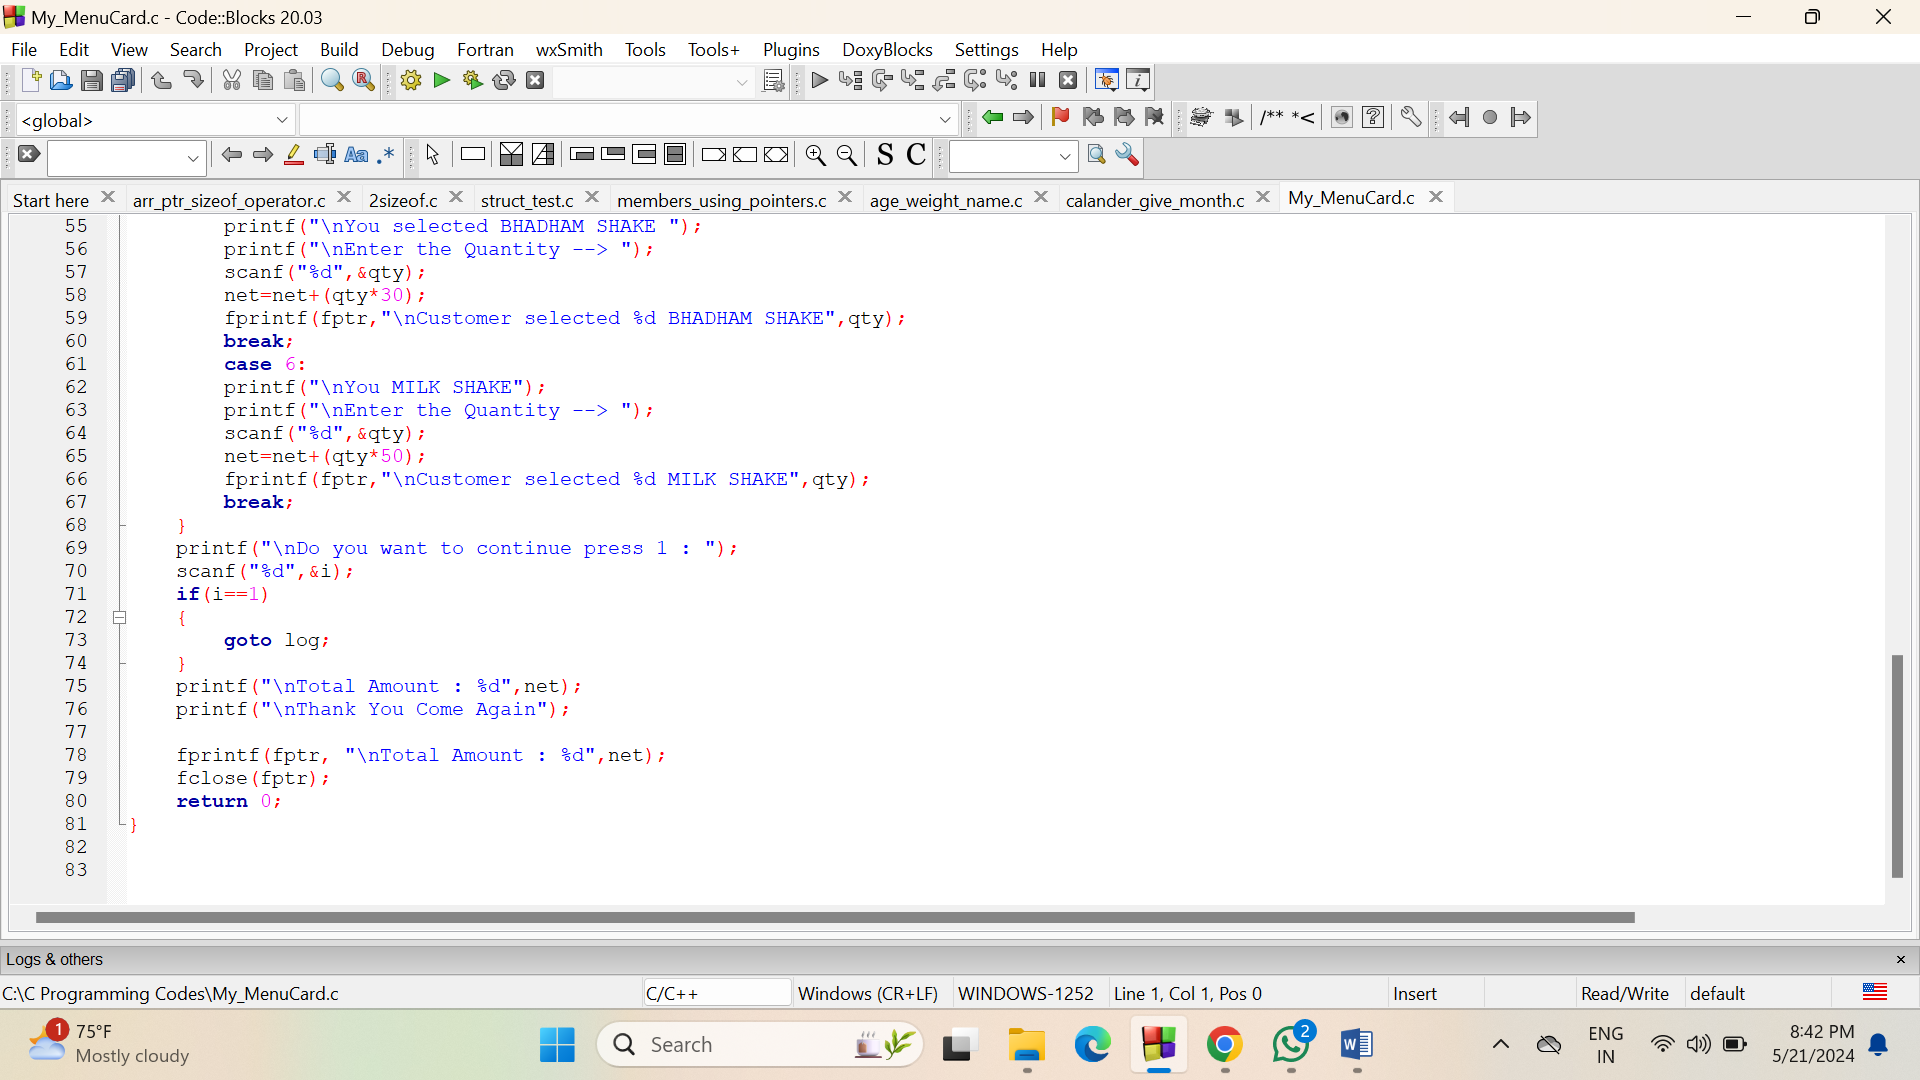 My_MenuCard.c - Code::Blocks 20.03
File Edit View Search Project Build Debug Fortran wxSmith Tools Tools+ Plugins DoxyBlocks Settings Help
<global>
/** *<
Aa .* S C
Start here arr_ptr_sizeof_operator.c 2sizeof.c struct_test.c members_using_pointers.c age_weight_name.c calander_give_month.c My_MenuCard.c
55 printf("\nYou selected BHADHAM SHAKE ");
56 printf("\nEnter the Quantity --> ");
57 scanf("%d",&qty);
58 net=net+(qty*30);
59 fprintf(fptr,"\nCustomer selected %d BHADHAM SHAKE",qty);
60 break;
61 case 6:
62 printf("\nYou MILK SHAKE");
63 printf("\nEnter the Quantity --> ");
64 scanf("%d",&qty);
65 net=net+(qty*50);
66 fprintf(fptr,"\nCustomer selected %d MILK SHAKE",qty);
67 break;
68 }
69 printf("\nDo you want to continue press 1 : ");
70 scanf("%d",&i);
71 if(i==1)
72 {
73 goto log;
74 }
75 printf("\nTotal Amount : %d",net);
76 printf("\nThank You Come Again");
77
78 fprintf(fptr, "\nTotal Amount : %d",net);
79 fclose(fptr);
80 return 0;
81 }
82
83
Logs & others
C:\C Programming Codes\My_MenuCard.c C/C++ Windows (CR+LF) WINDOWS-1252 Line 1, Col 1, Pos 0 Insert Read/Write default
1 75°F
Mostly cloudy
Search
2
ENG
IN
8:42 PM
5/21/2024